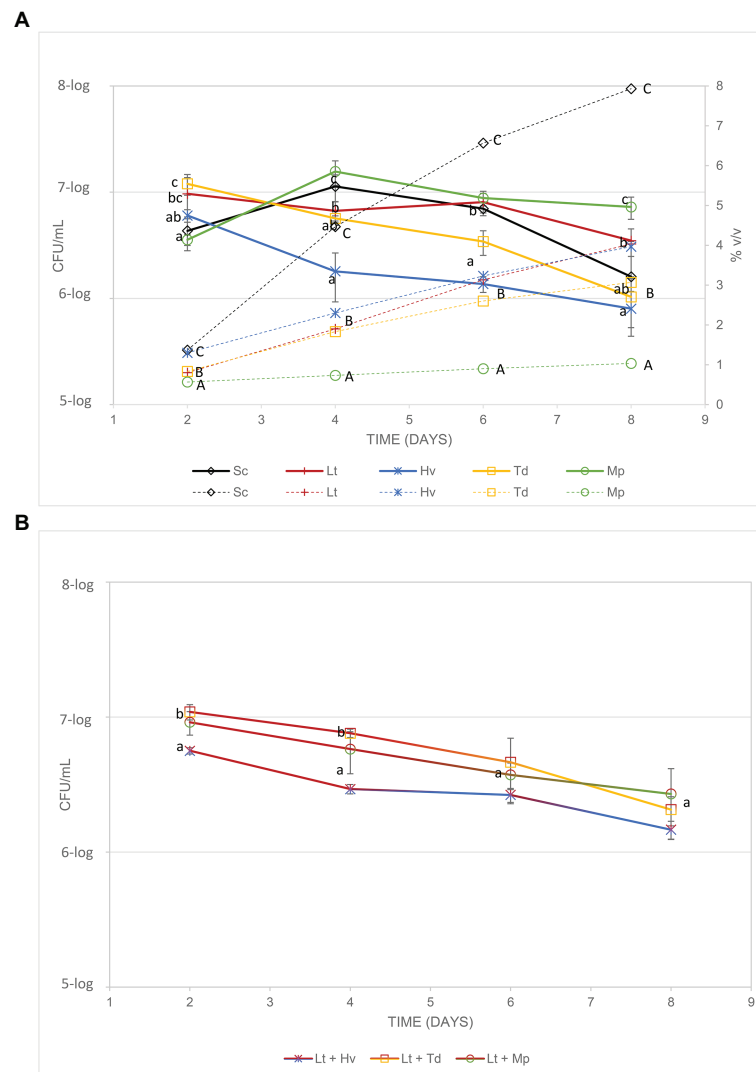 A
8-log
7-log
6-log
5-log
CFU/mL
8
7
6
5
4
3
2
1
0
% v/v
c
bc
ab
a
C
B
A
c
b
ab
C
a
B
A
C
b
a
B
A
C
c
b
ab
B
a
A
1 2 3 4 5 6 7 8 9
TIME (DAYS)
Sc Lt Hv Td Mp
Sc Lt Hv Td Mp
B
8-log
7-log
6-log
5-log
CFU/mL
b
a
b
a
a
a
1 2 3 4 5 6 7 8 9
TIME (DAYS)
Lt + Hv Lt + Td Lt + Mp